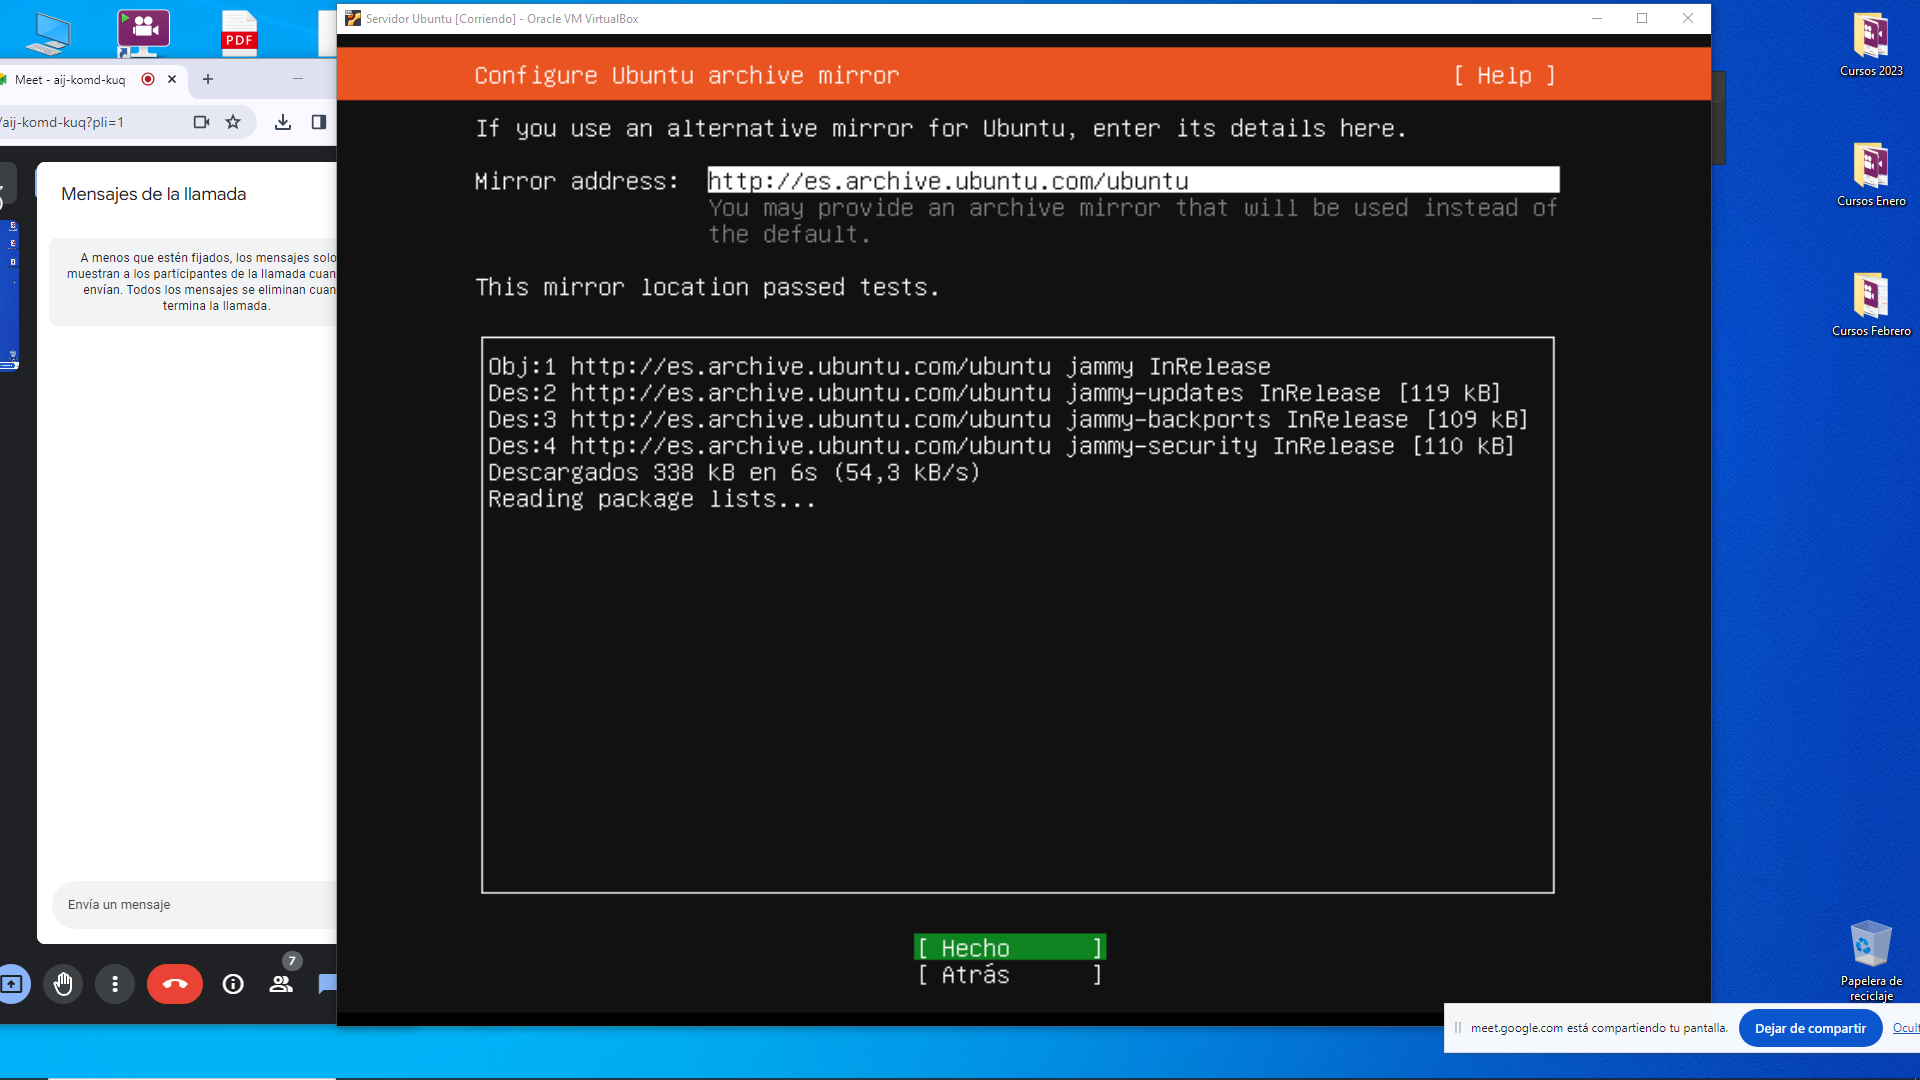 Servidor Ubuntu [Corriendo] - Oracle VM VirtualBox
Configure Ubuntu archive mirror
[ Help ]
If you use an alternative mirror for Ubuntu, enter its details here.
Mirror address: http://es.archive.ubuntu.com/ubuntu
You may provide an archive mirror that will be used instead of
the default.
This mirror location passed tests.
Obj:1 http://es.archive.ubuntu.com/ubuntu jammy InRelease
Des:2 http://es.archive.ubuntu.com/ubuntu jammy-updates InRelease [119 kB]
Des:3 http://es.archive.ubuntu.com/ubuntu jammy-backports InRelease [109 kB]
Des:4 http://es.archive.ubuntu.com/ubuntu jammy-security InRelease [110 kB]
Descargados 338 kB en 6s (54,3 kB/s)
Reading package lists...
[ Hecho ]
[ Atrás ]
PDF
Meet - aij-komd-kuq
/aij-komd-kuq?pli=1
Mensajes de la llamada
A menos que estén fijados, los mensajes solo
muestran a los participantes de la llamada cuan
envían. Todos los mensajes se eliminan cuan
termina la llamada.
Envía un mensaje
7
Cursos 2023
Cursos Enero
Cursos Febrero
Papelera de
reciclaje
meet.google.com está compartiendo tu pantalla.
Dejar de compartir
Ocult